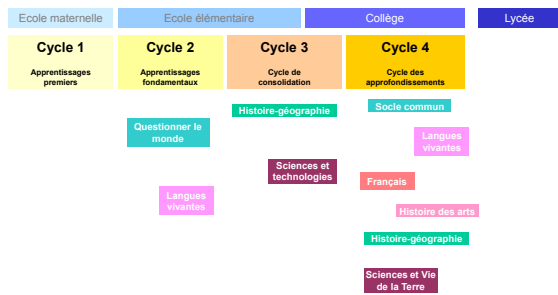 Ecole maternelle
Ecole élémentaire
Collège
Lycée
Cycle 1
Apprentissages
premiers
Cycle 2
Apprentissages
fondamentaux
Cycle 3
Cycle de
consolidation
Cycle 4
Cycle des
approfondissements
Histoire-géographie
Socle commun
Questionner le
monde
Langues
vivantes
Sciences et
technologies
Français
Langues
vivantes
Histoire des arts
Histoire-géographie
Sciences et Vie
de la Terre